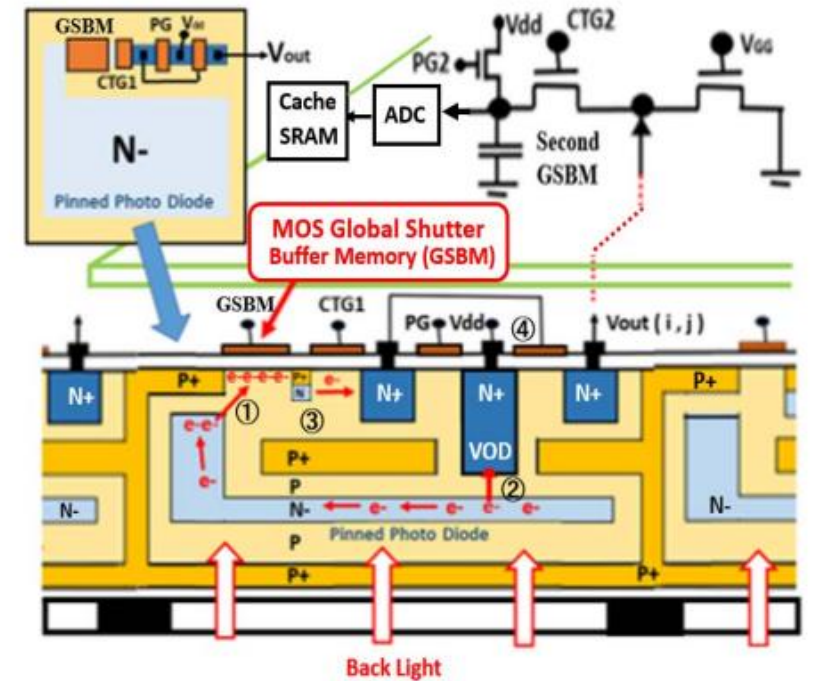 GSBM
PG
Vdd
Vout
CTG1
N-
Pinned Photo Diode
Cache
SRAM
ADC
PG2
Vdd
CTG2
VGG
Second
GSBM
MOS Global Shutter
Buffer Memory (GSBM)
GSBM
CTG1
PG
Vdd
④
Vout ( i , j )
N+
P+
e-e-e-e-
P+
N
e-
N+
N+
VOD
N+
P+
①
③
②
e-e-
e-
P+
P
N-
N-
e-
e-
e-
e-
N-
Pinned Photo Diode
P
P+
P+
Back Light